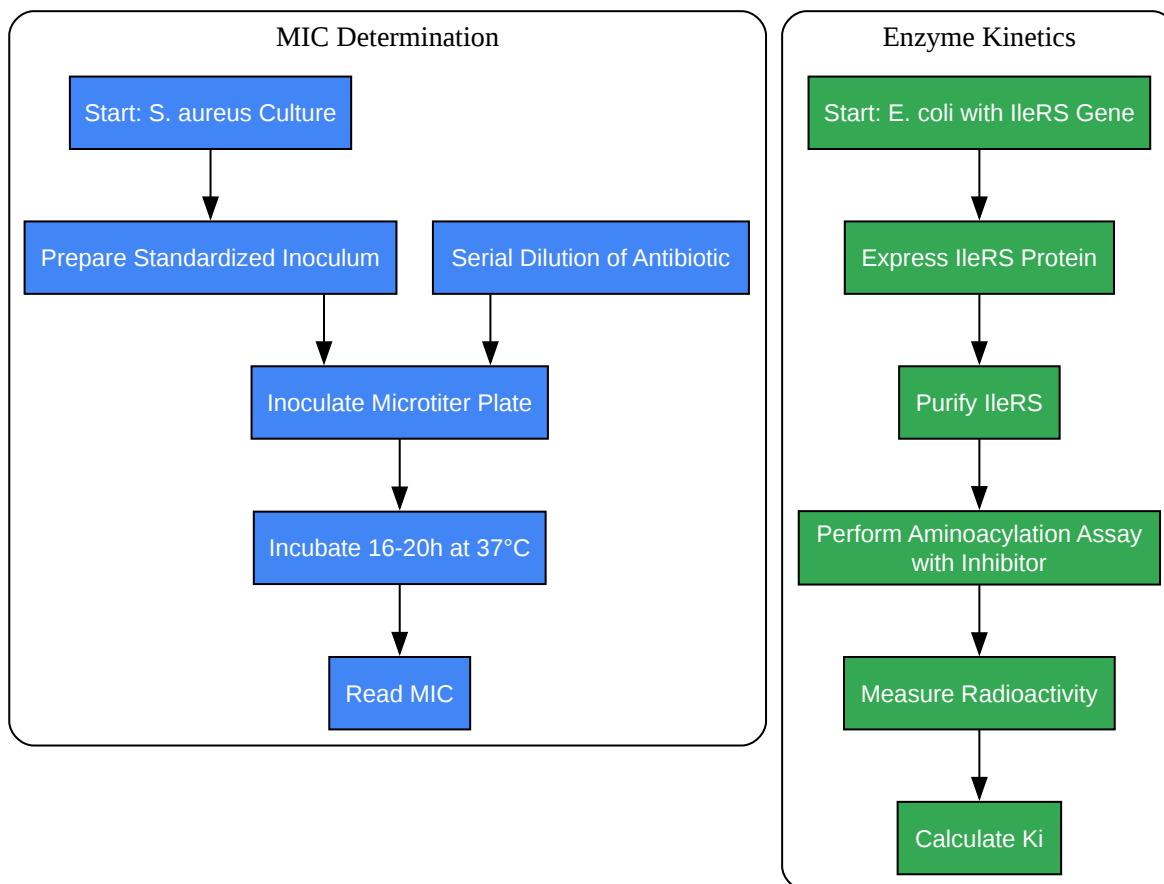 MIC Determination
Start: S. aureus Culture
Prepare Standardized Inoculum
Serial Dilution of Antibiotic
Inoculate Microtiter Plate
Incubate 16-20h at 37°C
Read MIC
Enzyme Kinetics
Start: E. coli with IleRS Gene
Express IleRS Protein
Purify IleRS
Perform Aminoacylation Assay
with Inhibitor
Measure Radioactivity
Calculate Ki